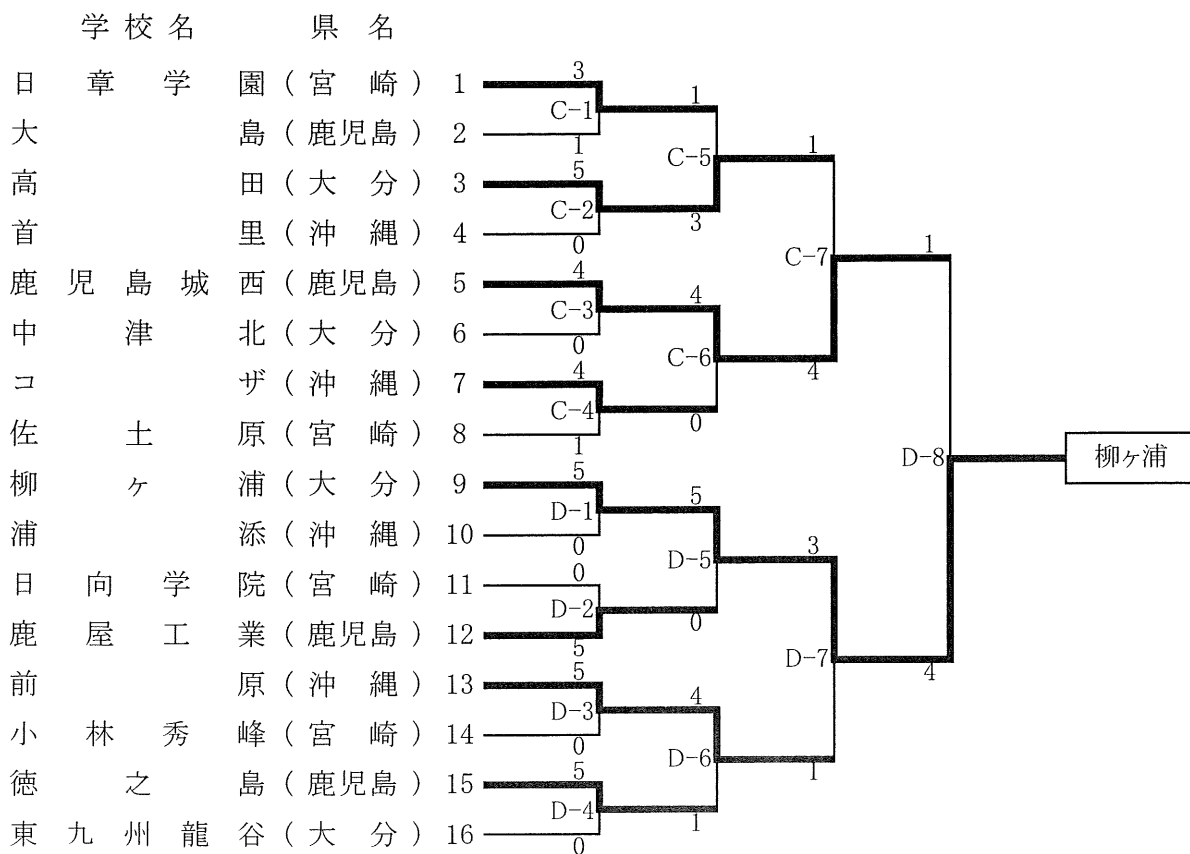 学校名 県名
日章学園(宮崎) 1
大島(鹿児島) 2
高田(大分) 3
首里(沖縄) 4
鹿児島城西(鹿児島) 5
中津北(大分) 6
コザ(沖縄) 7
佐土原(宮崎) 8
柳ヶ浦(大分) 9
浦添(沖縄) 10
日向学院(宮崎) 11
鹿屋工業(鹿児島) 12
前原(沖縄) 13
小林秀峰(宮崎) 14
徳之島(鹿児島) 15
東九州龍谷(大分) 16
3
C-1
1
5
C-2
0
4
C-3
0
4
C-4
1
5
D-1
0
0
D-2
5
5
D-3
0
5
D-4
0
1
C-5
3
4
C-6
0
5
D-5
0
4
D-6
1
1
C-7
4
3
D-7
1
1
D-8
4
柳ヶ浦